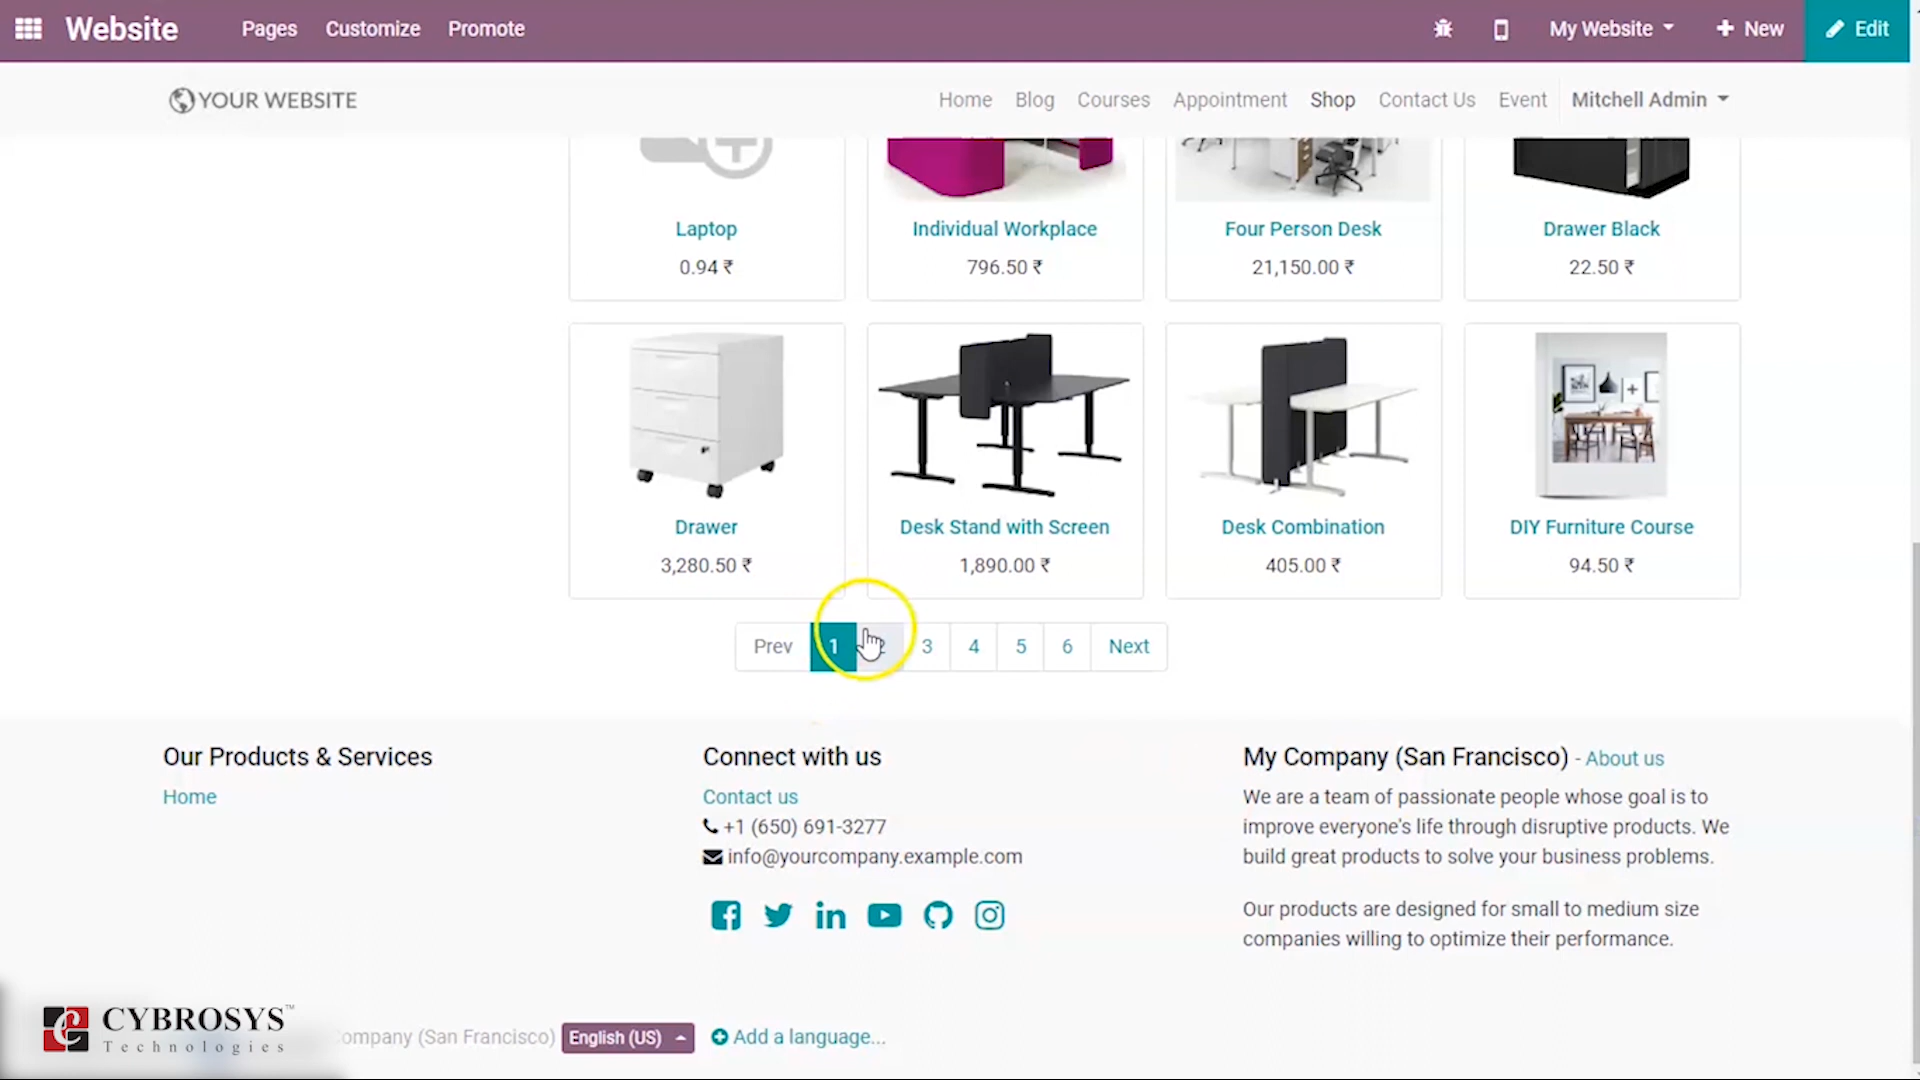 Website Pages Customize Promote My Website New Edit
YOUR WEBSITE Home Blog Courses Appointment Shop Contact Us Event Mitchell Admin
Laptop Individual Workplace Four Person Desk Drawer Black
0.94 ₹ 796.50 ₹ 21,150.00 ₹ 22.50 ₹
Drawer Desk Stand with Screen Desk Combination DIY Furniture Course
3,280.50 ₹ 1,890.00 ₹ 405.00 ₹ 94.50 ₹
Prev 1 2 3 4 5 6 Next
Our Products & Services
Home
Connect with us
Contact us
+1 (650) 691-3277
info@yourcompany.example.com
My Company (San Francisco) - About us
We are a team of passionate people whose goal is to
improve everyone's life through disruptive products. We
build great products to solve your business problems.
Our products are designed for small to medium size
companies willing to optimize their performance.
CYBROSYS™
Technologies
Company (San Francisco) English (US) Add a language...